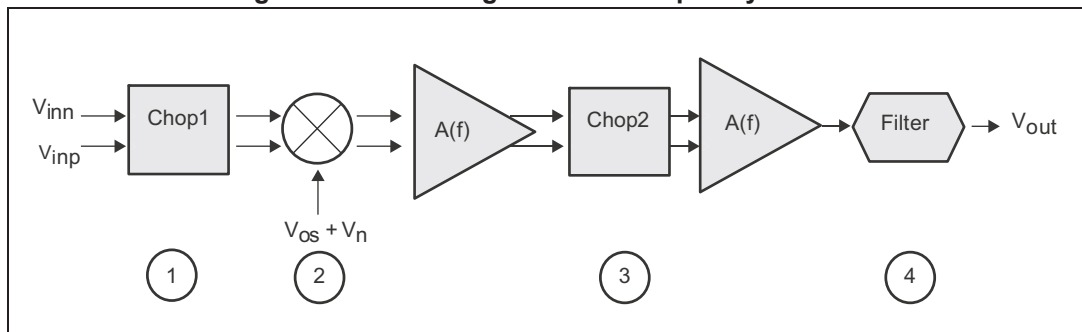 Vinn
Vinp
Chop1
A(f)
Chop2
A(f)
Filter
Vout
Vos + Vn
1
2
3
4